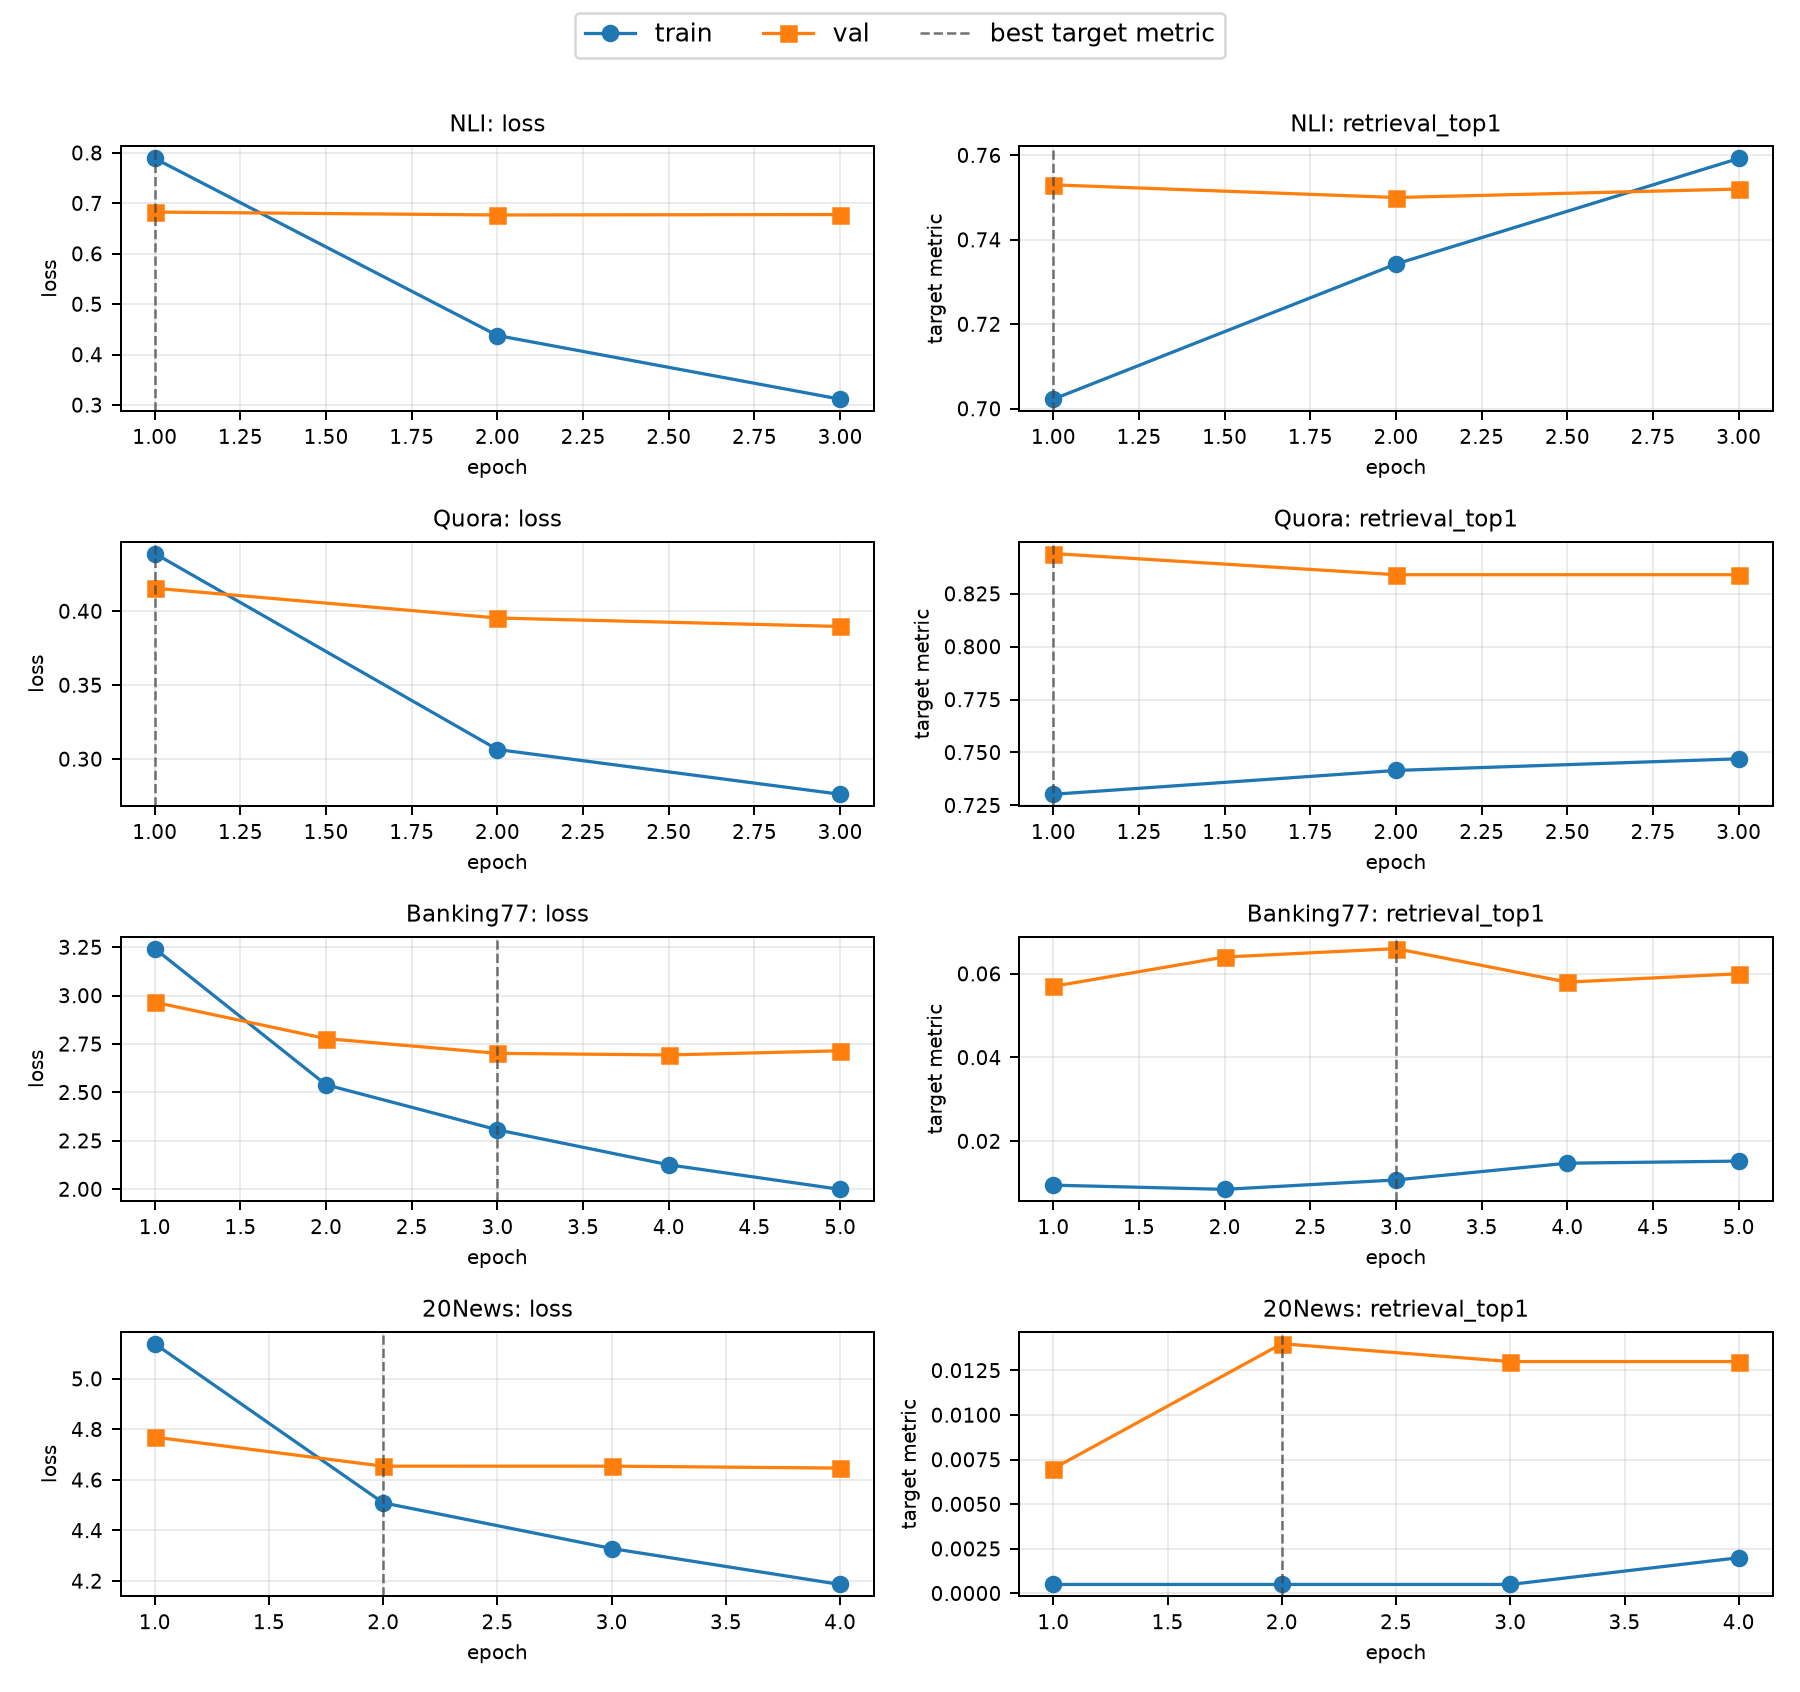 train val best target metric
NLI: loss
loss
0.8
0.7
0.6
0.5
0.4
0.3
1.00 1.25 1.50 1.75 2.00 2.25 2.50 2.75 3.00
epoch
NLI: retrieval_top1
target metric
0.76
0.74
0.72
0.70
1.00 1.25 1.50 1.75 2.00 2.25 2.50 2.75 3.00
epoch
Quora: loss
loss
0.40
0.35
0.30
1.00 1.25 1.50 1.75 2.00 2.25 2.50 2.75 3.00
epoch
Quora: retrieval_top1
target metric
0.825
0.800
0.775
0.750
0.725
1.00 1.25 1.50 1.75 2.00 2.25 2.50 2.75 3.00
epoch
Banking77: loss
loss
3.25
3.00
2.75
2.50
2.25
2.00
1.0 1.5 2.0 2.5 3.0 3.5 4.0 4.5 5.0
epoch
Banking77: retrieval_top1
target metric
0.06
0.04
0.02
1.0 1.5 2.0 2.5 3.0 3.5 4.0 4.5 5.0
epoch
20News: loss
loss
5.0
4.8
4.6
4.4
4.2
1.0 1.5 2.0 2.5 3.0 3.5 4.0
epoch
20News: retrieval_top1
target metric
0.0125
0.0100
0.0075
0.0050
0.0025
0.0000
1.0 1.5 2.0 2.5 3.0 3.5 4.0
epoch